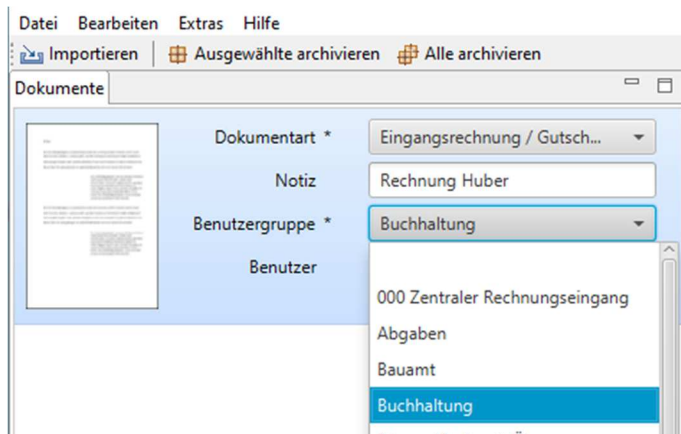 Datei Bearbeiten Extras Hilfe
Importieren Ausgewählte archivieren Alle archivieren
Dokumente
Dokumentart * Eingangsrechnung / Gutsch...
Notiz Rechnung Huber
Benutzergruppe * Buchhaltung
Benutzer
000 Zentraler Rechnungseingang
Abgaben
Bauamt
Buchhaltung